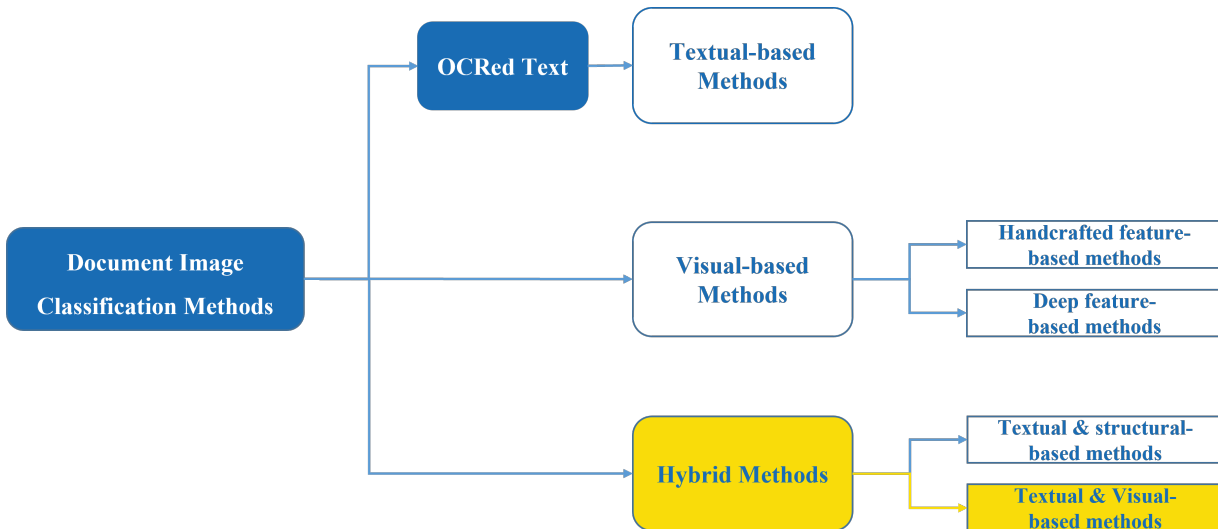 OCRed Text
Textual-based
Methods
Document Image
Classification Methods
Visual-based
Methods
Handcrafted feature-
based methods
Deep feature-
based methods
Hybrid Methods
Textual & structural-
based methods
Textual & Visual-
based methods